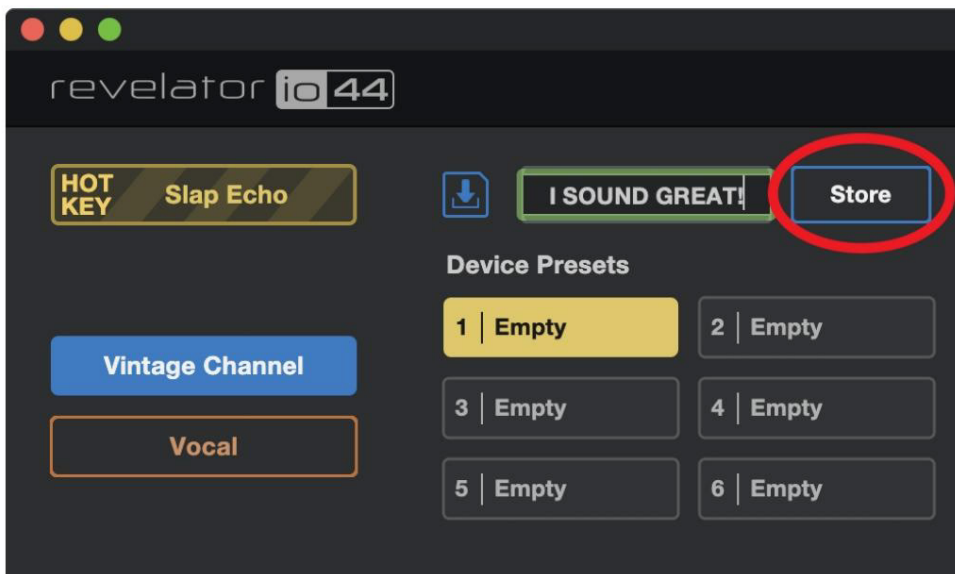 revelator io 44
HOT KEY Slap Echo
I SOUND GREAT!
Store
Device Presets
1 | Empty
2 | Empty
Vintage Channel
3 | Empty
4 | Empty
Vocal
5 | Empty
6 | Empty